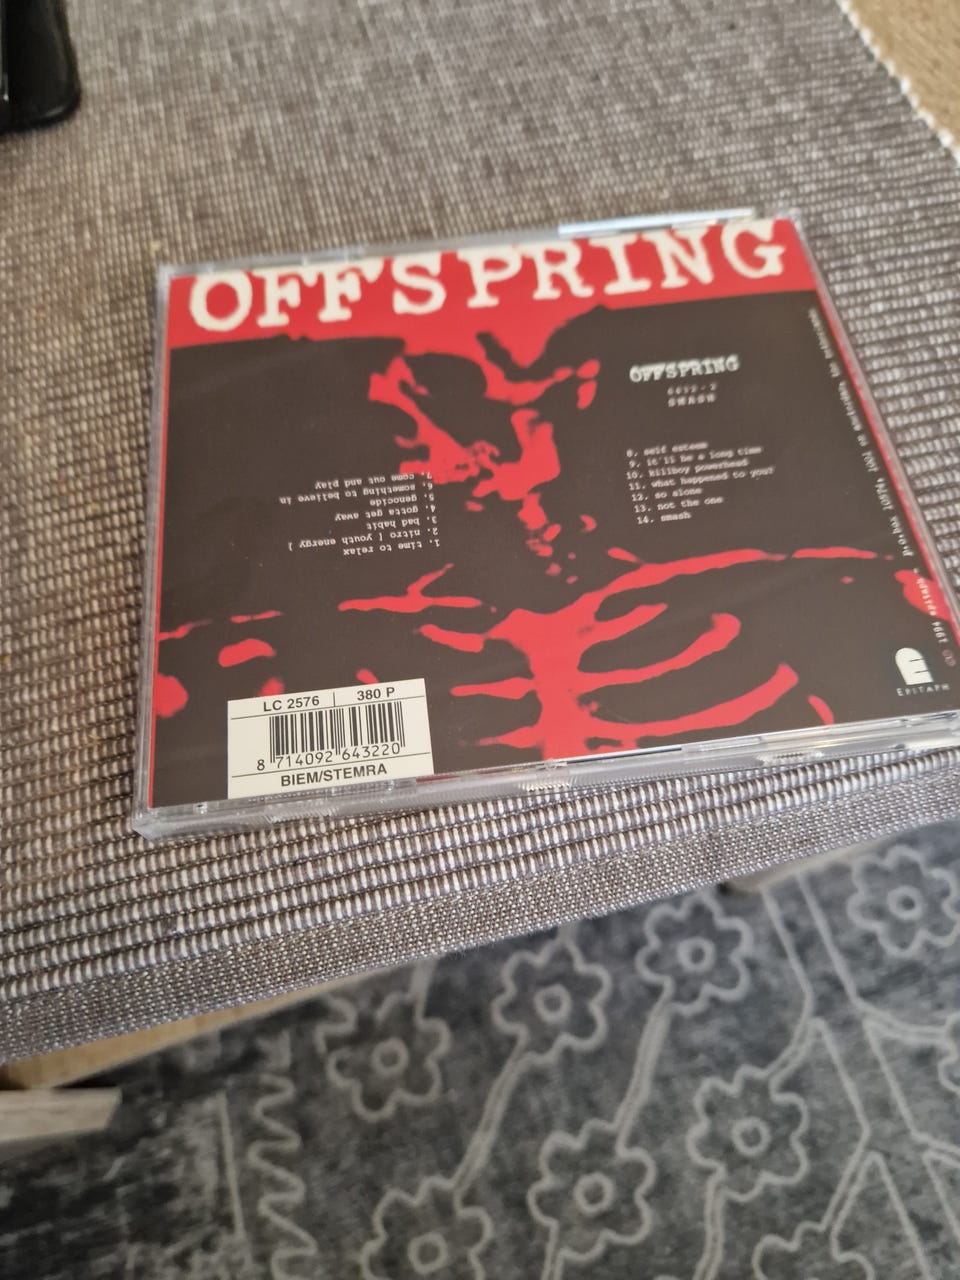 OFFSPRING
OFFSPRING
SMASH
1. time to relax
2. nitro ( youth energy )
3. bad habit
4. gotta get away
5. genocide
6. something to believe in
7. come out and play
8. self esteem
9. it'll be a long time
10. killboy powerhead
11. what happened to you?
12. so alone
13. not the one
14. smash
EPITAPH
LC 2576 | 380 P
8 714092 643220
BIEM/STEMRA